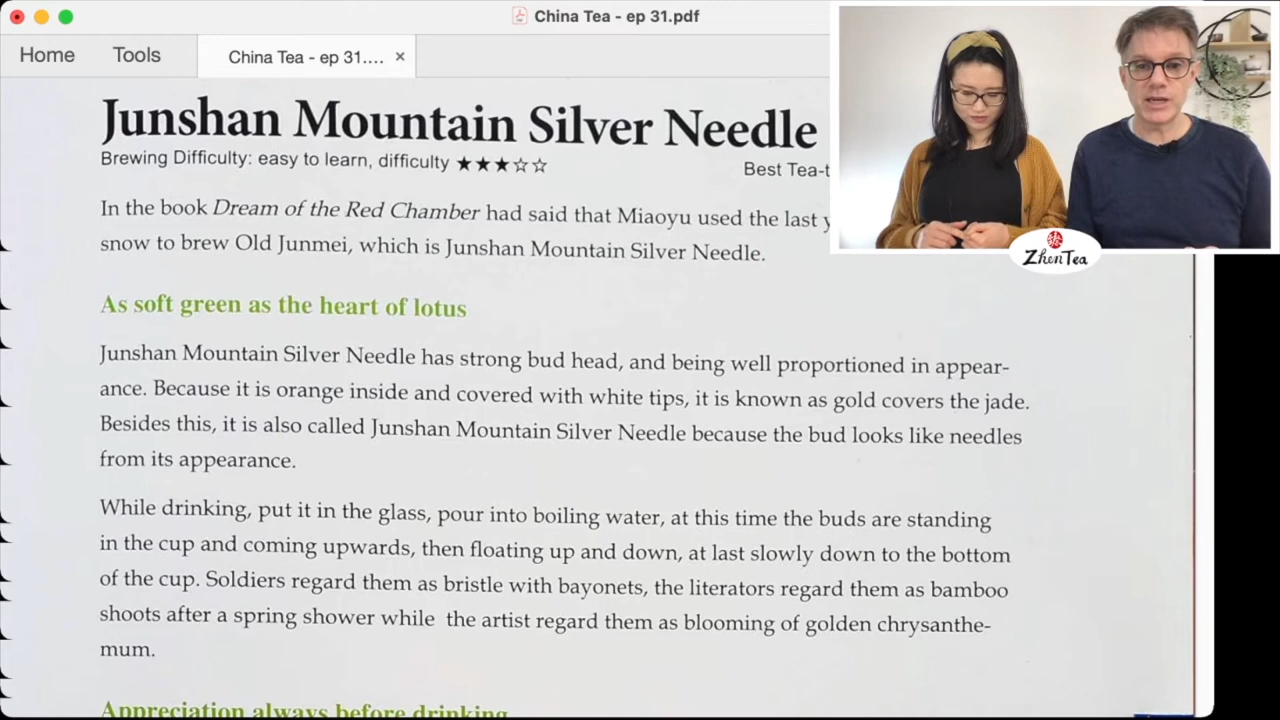 China Tea - ep 31.pdf
Home Tools China Tea - ep 31.... ×
Junshan Mountain Silver Needle
Brewing Difficulty: easy to learn, difficulty ★★★☆☆
Best Tea-t
In the book Dream of the Red Chamber had said that Miaoyu used the last y
snow to brew Old Junmei, which is Junshan Mountain Silver Needle.
As soft green as the heart of lotus
Junshan Mountain Silver Needle has strong bud head, and being well proportioned in appear-
ance. Because it is orange inside and covered with white tips, it is known as gold covers the jade.
Besides this, it is also called Junshan Mountain Silver Needle because the bud looks like needles
from its appearance.
While drinking, put it in the glass, pour into boiling water, at this time the buds are standing
in the cup and coming upwards, then floating up and down, at last slowly down to the bottom
of the cup. Soldiers regard them as bristle with bayonets, the literators regard them as bamboo
shoots after a spring shower while the artist regard them as blooming of golden chrysanthe-
mum.
Appreciation always before drinking
Zhen Tea